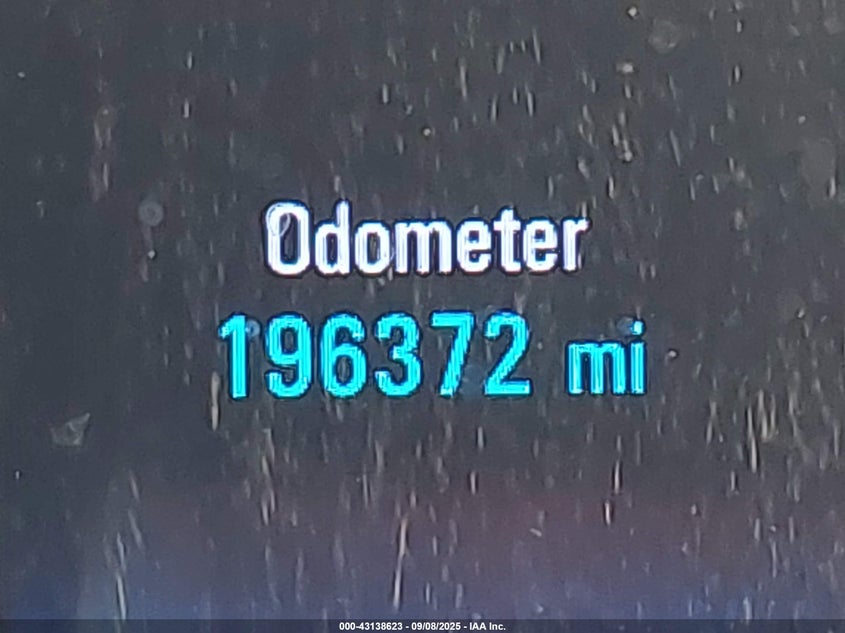 Odometer
196372 mi
000-43138623 - 09/08/2025 - IAA Inc.